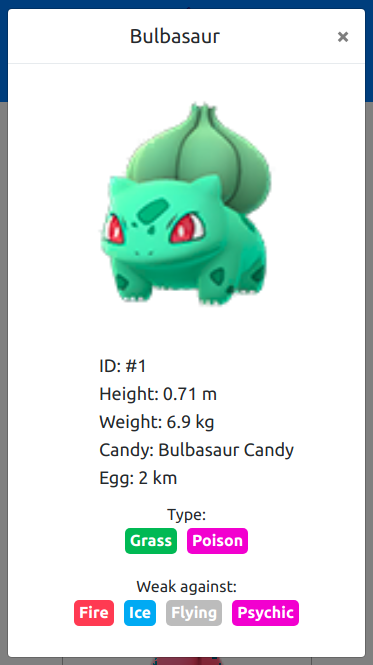 Bulbasaur ×
ID: #1
Height: 0.71 m
Weight: 6.9 kg
Candy: Bulbasaur Candy
Egg: 2 km
Type:
Grass Poison
Weak against:
Fire Ice Flying Psychic